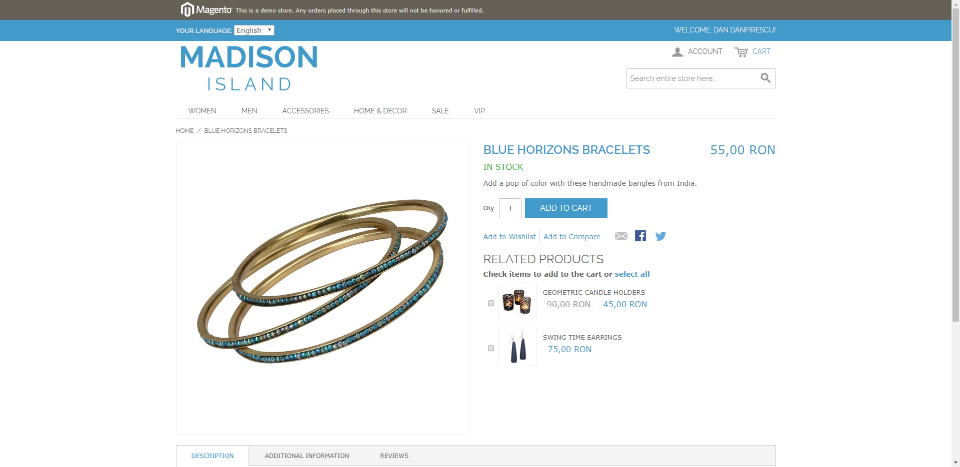 Magento This is a demo store. Any orders placed through this store will not be honored or fulfilled.
YOUR LANGUAGE: English
WELCOME, DAN DANFIRESCU!
MADISON
ISLAND
ACCOUNT CART
Search entire store here...
WOMEN MEN ACCESSORIES HOME & DECOR SALE VIP
HOME / BLUE HORIZONS BRACELETS
BLUE HORIZONS BRACELETS 55,00 RON
IN STOCK
Add a pop of color with these handmade bangles from India.
Qty 1 ADD TO CART
Add to Wishlist Add to Compare
RELATED PRODUCTS
Check items to add to the cart or select all
GEOMETRIC CANDLE HOLDERS
90,00 RON 45,00 RON
SWING TIME EARRINGS
75,00 RON
DESCRIPTION ADDITIONAL INFORMATION REVIEWS